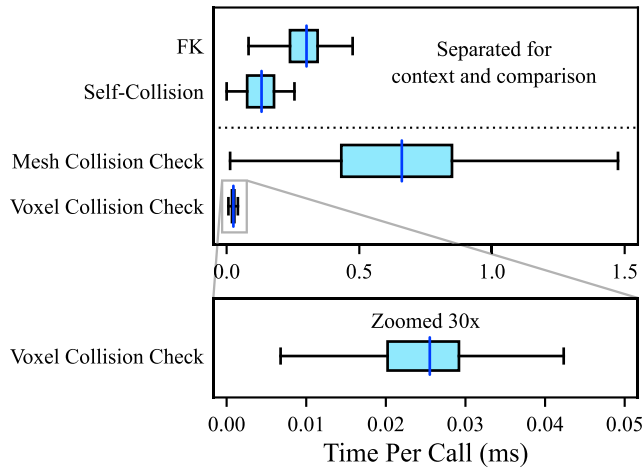 FK
Self-Collision
Separated for
context and comparison
Mesh Collision Check
Voxel Collision Check
0.0 0.5 1.0 1.5
Zoomed 30x
Voxel Collision Check
0.00 0.01 0.02 0.03 0.04 0.05
Time Per Call (ms)